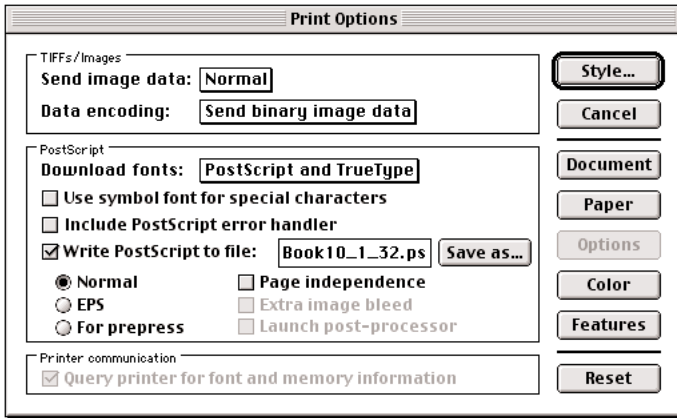 Print Options
TIFFs/Images
Send image data: Normal
Data encoding: Send binary image data
PostScript
Download fonts: PostScript and TrueType
Use symbol font for special characters
Include PostScript error handler
Write PostScript to file: Book10_1_32.ps Save as...
Normal Page independence
EPS Extra image bleed
For prepress Launch post-processor
Printer communication
Query printer for font and memory information
Style...
Cancel
Document
Paper
Options
Color
Features
Reset